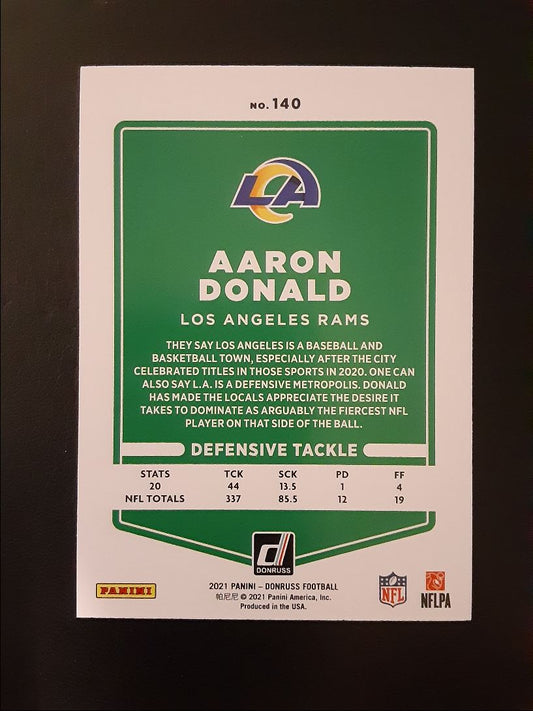 NO. 140
LA
AARON
DONALD
LOS ANGELES RAMS
THEY SAY LOS ANGELES IS A BASEBALL AND
BASKETBALL TOWN, ESPECIALLY AFTER THE CITY
CELEBRATED TITLES IN THOSE SPORTS IN 2020. ONE CAN
ALSO SAY L.A. IS A DEFENSIVE METROPOLIS. DONALD
HAS MADE THE LOCALS APPRECIATE THE DESIRE IT
TAKES TO DOMINATE AS ARGUABLY THE FIERCEST NFL
PLAYER ON THAT SIDE OF THE BALL.
DEFENSIVE TACKLE
STATS TCK SCK PD FF
20 44 13.5 1 4
NFL TOTALS 337 85.5 12 19
d
DONRUSS
2021 PANINI – DONRUSS FOOTBALL
帕尼尼 © 2021 Panini America, Inc.
Produced in the USA.
PANINI
NFL
NFLPA